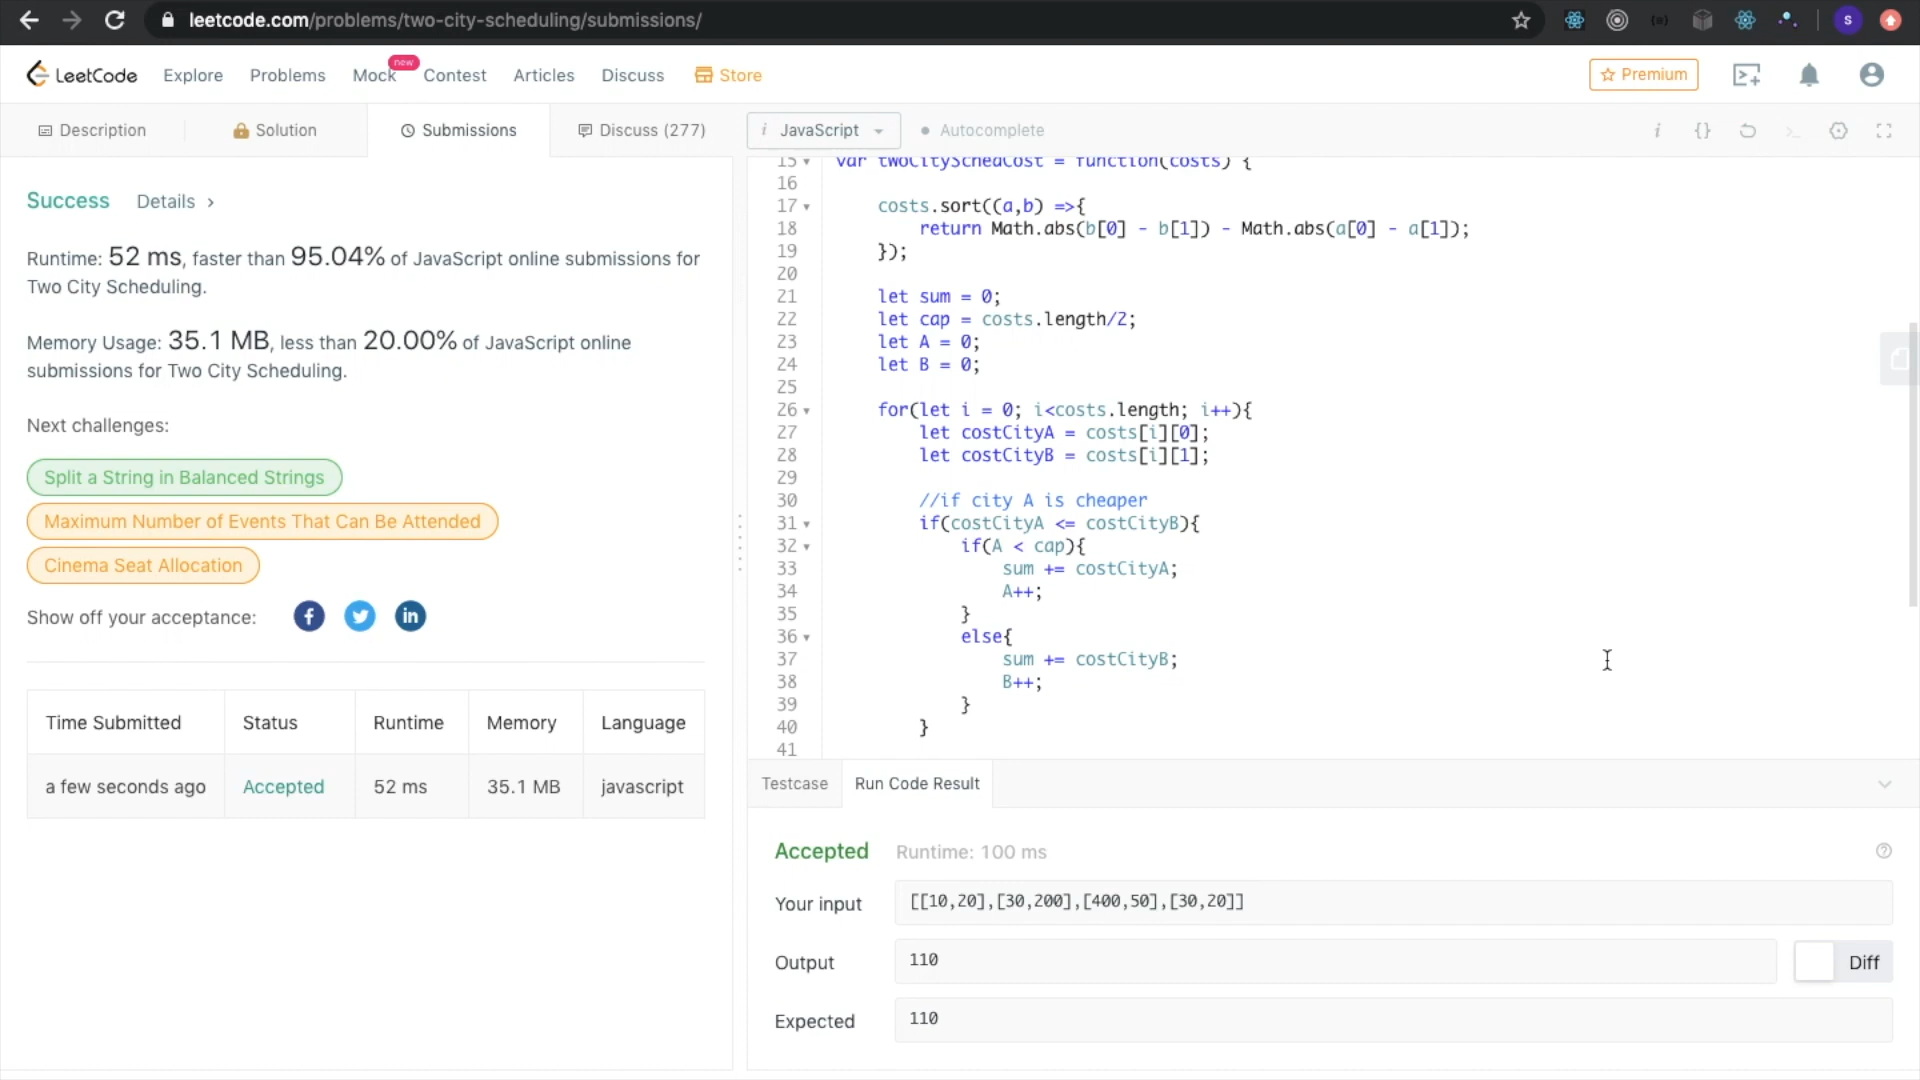 leetcode.com/problems/two-city-scheduling/submissions/
S
LeetCode
Explore
Problems
Mock
new
Contest
Articles
Discuss
Store
Premium
Description
Solution
Submissions
Discuss (277)
i JavaScript
Autocomplete
i {}
Success Details >
Runtime: 52 ms, faster than 95.04% of JavaScript online submissions for
Two City Scheduling.
Memory Usage: 35.1 MB, less than 20.00% of JavaScript online
submissions for Two City Scheduling.
Next challenges:
Split a String in Balanced Strings
Maximum Number of Events That Can Be Attended
Cinema Seat Allocation
Show off your acceptance:
f
in
Time Submitted Status Runtime Memory Language
a few seconds ago Accepted 52 ms 35.1 MB javascript
15 var twoCitySchedCost = function(costs) {
16
17 costs.sort((a,b) =>{
18 return Math.abs(b[0] - b[1]) - Math.abs(a[0] - a[1]);
19 });
20
21 let sum = 0;
22 let cap = costs.length/2;
23 let A = 0;
24 let B = 0;
25
26 for(let i = 0; i<costs.length; i++){
27 let costCityA = costs[i][0];
28 let costCityB = costs[i][1];
29
30 //if city A is cheaper
31 if(costCityA <= costCityB){
32 if(A < cap){
33 sum += costCityA;
34 A++;
35 }
36 else{
37 sum += costCityB;
38 B++;
39 }
40 }
41
Testcase
Run Code Result
Accepted Runtime: 100 ms
Your input [[10,20],[30,200],[400,50],[30,20]]
Output 110
Diff
Expected 110